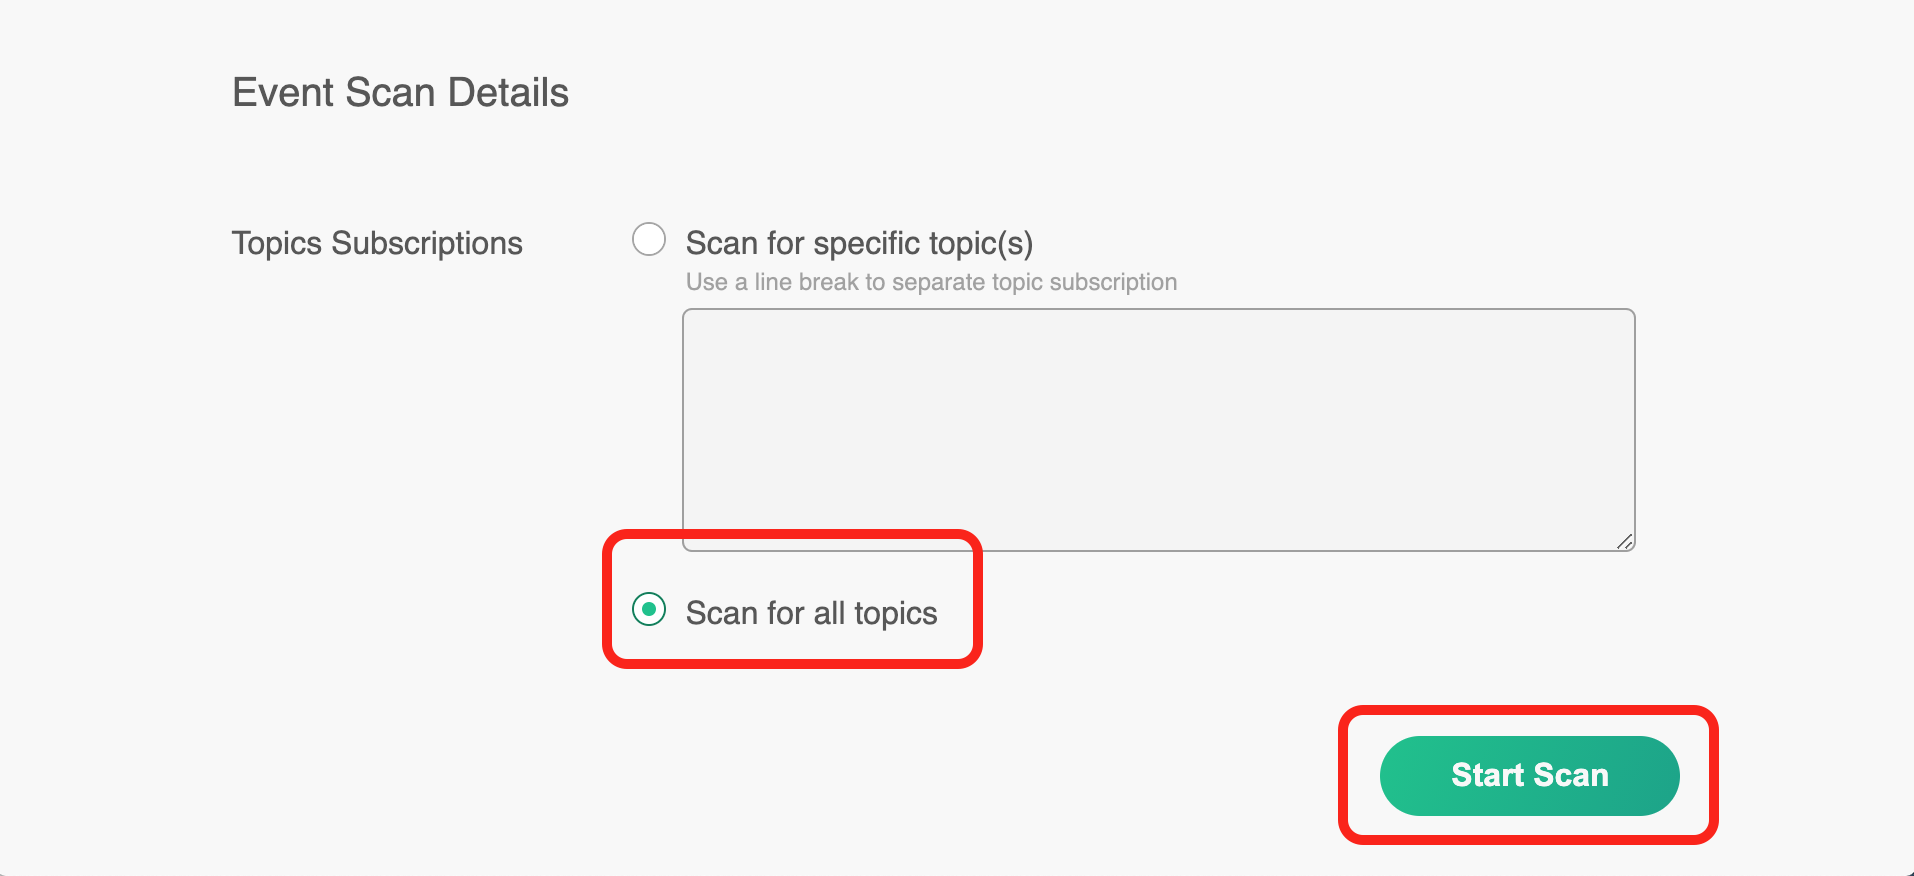 Event Scan Details
Topics Subscriptions
Scan for specific topic(s)
Use a line break to separate topic subscription
Scan for all topics
Start Scan